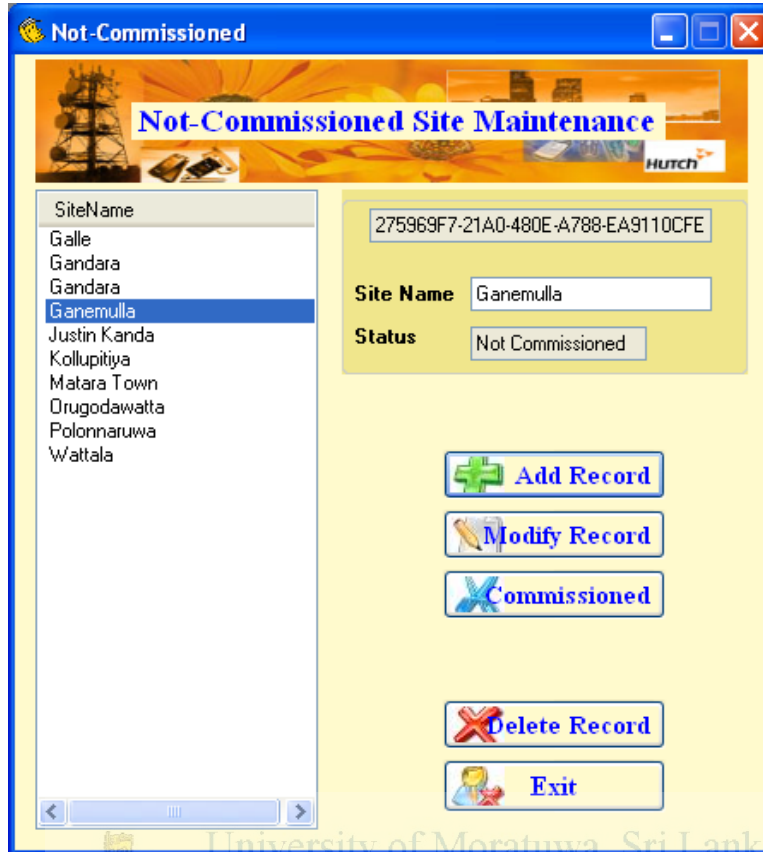 Not-Commissioned
Not-Commissioned Site Maintenance
HUTCH
SiteName
Galle
Gandara
Gandara
Ganemulla
Justin Kanda
Kollupitiya
Matara Town
Orugodawatta
Polonnaruwa
Wattala
275969F7-21A0-480E-A788-EA9110CFE
Site Name Ganemulla
Status Not Commissioned
Add Record
Modify Record
Commissioned
Delete Record
Exit
University of Moratuwa, Sri Lank